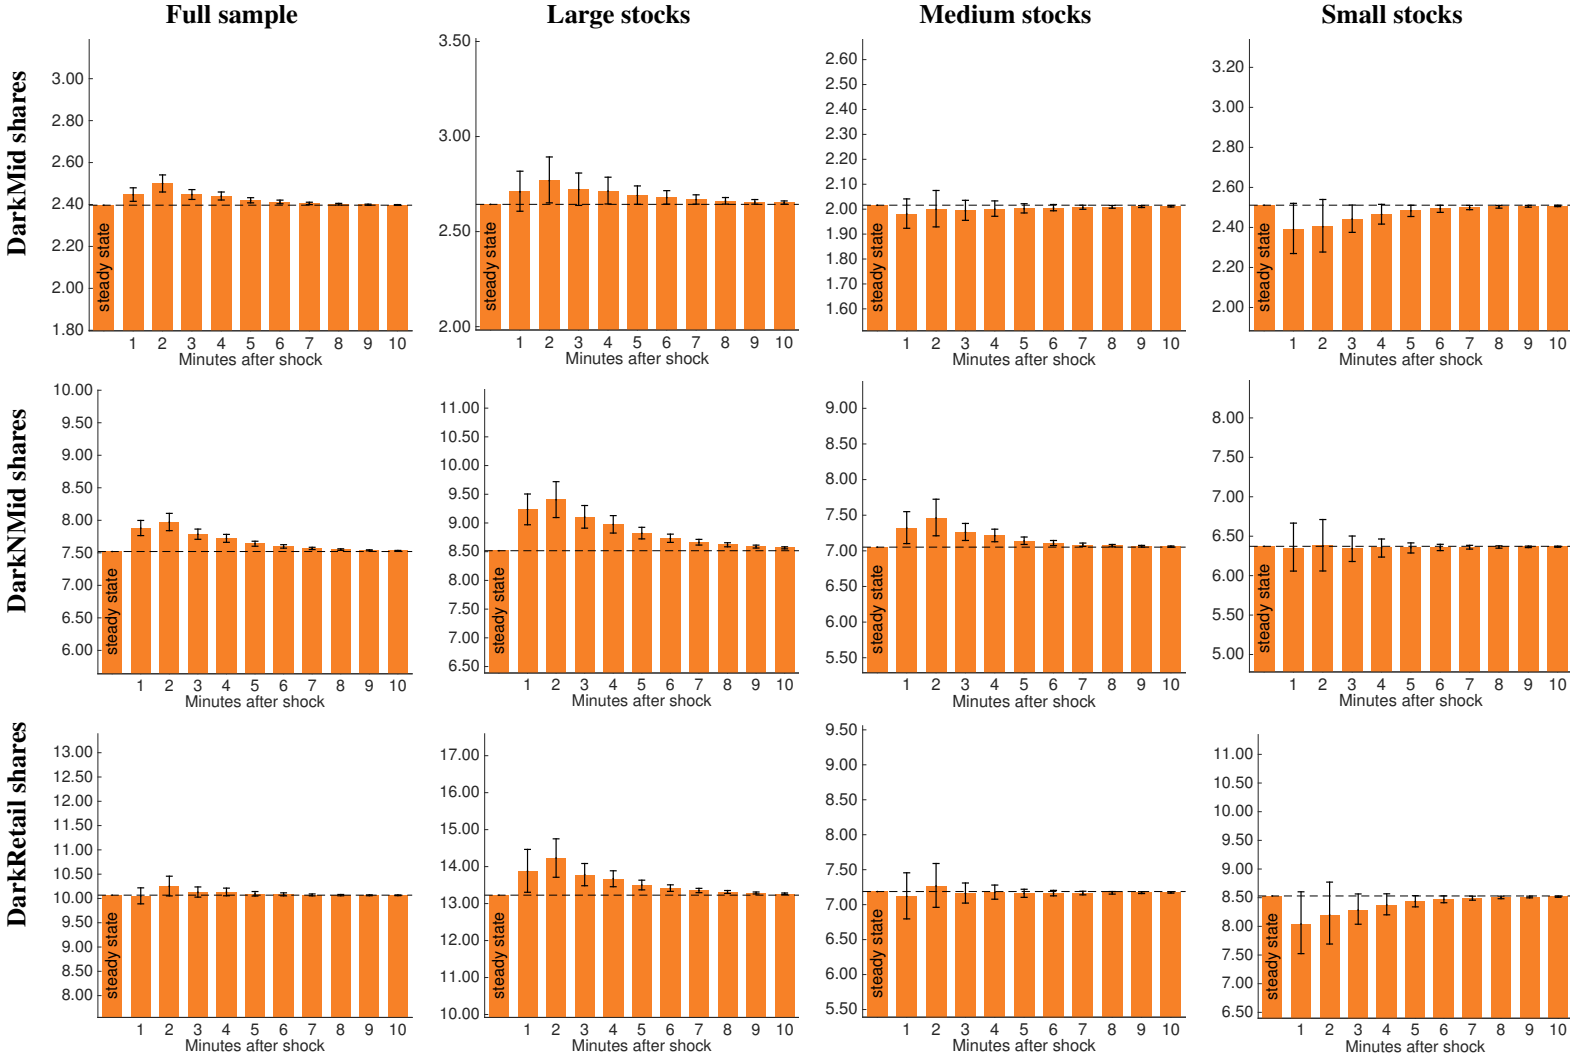 Full sample
Large stocks
Medium stocks
Small stocks
DarkMid shares
3.00
2.80
2.60
2.40
2.20
2.00
1.80
steady state
1 2 3 4 5 6 7 8 9 10
Minutes after shock
3.50
3.00
2.50
2.00
steady state
1 2 3 4 5 6 7 8 9 10
Minutes after shock
2.60
2.50
2.40
2.30
2.20
2.10
2.00
1.90
1.80
1.70
1.60
steady state
1 2 3 4 5 6 7 8 9 10
Minutes after shock
3.20
3.00
2.80
2.60
2.40
2.20
2.00
steady state
1 2 3 4 5 6 7 8 9 10
Minutes after shock
DarkNMid shares
10.00
9.50
9.00
8.50
8.00
7.50
7.00
6.50
6.00
steady state
1 2 3 4 5 6 7 8 9 10
Minutes after shock
11.00
10.50
10.00
9.50
9.00
8.50
8.00
7.50
7.00
6.50
steady state
1 2 3 4 5 6 7 8 9 10
Minutes after shock
9.00
8.50
8.00
7.50
7.00
6.50
6.00
5.50
steady state
1 2 3 4 5 6 7 8 9 10
Minutes after shock
8.00
7.50
7.00
6.50
6.00
5.50
5.00
steady state
1 2 3 4 5 6 7 8 9 10
Minutes after shock
DarkRetail shares
13.00
12.50
12.00
11.50
11.00
10.50
10.00
9.50
9.00
8.50
8.00
steady state
1 2 3 4 5 6 7 8 9 10
Minutes after shock
17.00
16.00
15.00
14.00
13.00
12.00
11.00
10.00
steady state
1 2 3 4 5 6 7 8 9 10
Minutes after shock
9.50
9.00
8.50
8.00
7.50
7.00
6.50
6.00
5.50
steady state
1 2 3 4 5 6 7 8 9 10
Minutes after shock
11.00
10.50
10.00
9.50
9.00
8.50
8.00
7.50
7.00
6.50
steady state
1 2 3 4 5 6 7 8 9 10
Minutes after shock